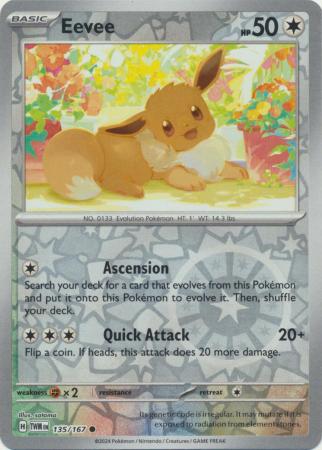 BASIC
Eevee
HP 50
NO. 0133 Evolution Pokémon HT: 1' WT: 14.3 lbs
Ascension
Search your deck for a card that evolves from this Pokémon
and put it onto this Pokémon to evolve it. Then, shuffle
your deck.
Quick Attack 20+
Flip a coin. If heads, this attack does 20 more damage.
weakness ×2 resistance retreat
Illus. satoma
H TWM EN 135/167
Its genetic code is irregular. It may mutate if it is
exposed to radiation from element stones.
©2024 Pokémon / Nintendo / Creatures / GAME FREAK